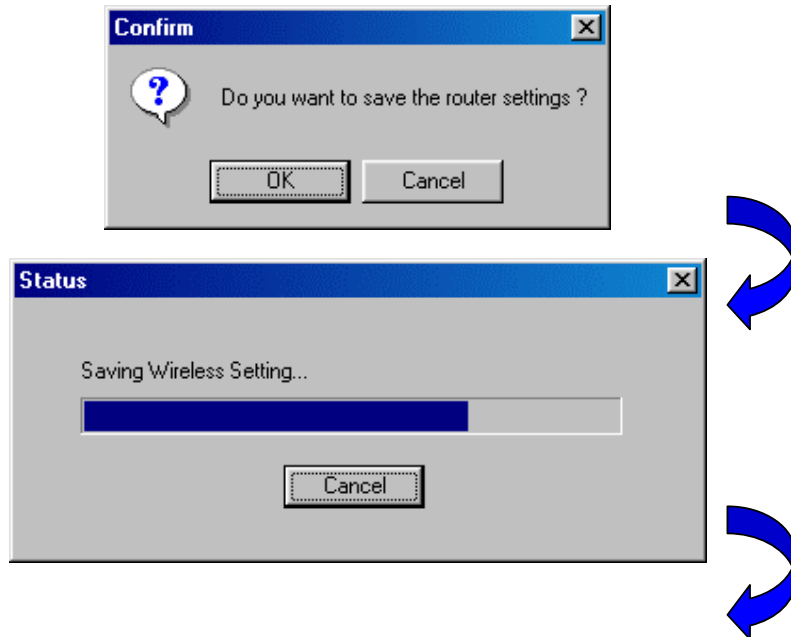 Confirm
?
Do you want to save the router settings ?
OK
Cancel
Status
Saving Wireless Setting...
Cancel